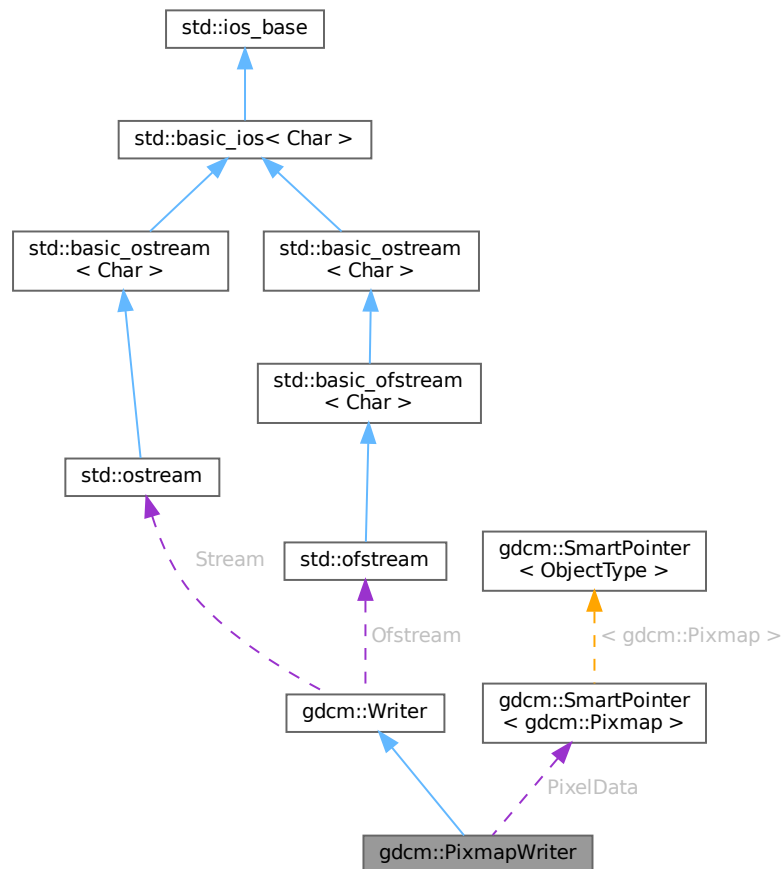 std::ios_base
std::basic_ios< Char >
std::basic_ostream
< Char >
std::basic_ostream
< Char >
std::basic_ofstream
< Char >
std::ostream
std::ofstream
gdcm::SmartPointer
< ObjectType >
Stream
Ofstream
< gdcm::Pixmap >
gdcm::Writer
gdcm::SmartPointer
< gdcm::Pixmap >
PixelData
gdcm::PixmapWriter